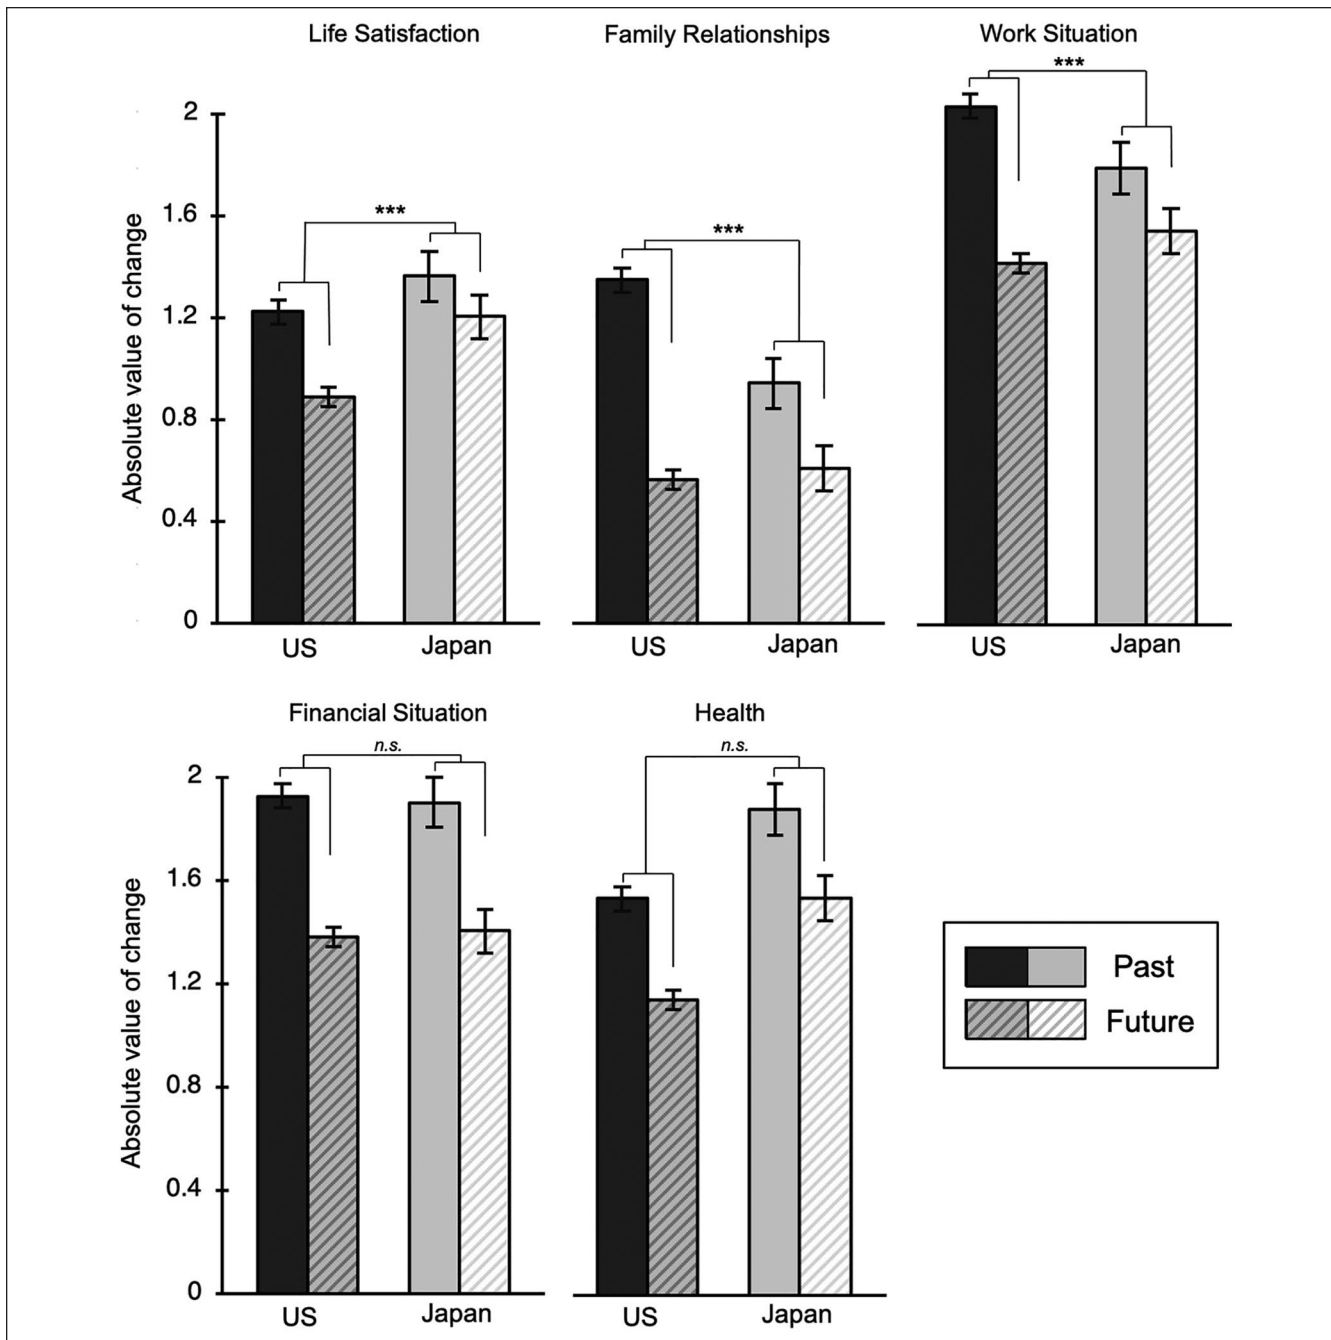 Life Satisfaction
Family Relationships
Work Situation
***
***
***
Absolute value of change
2
1.6
1.2
0.8
0.4
0
US
Japan
US
Japan
US
Japan
Financial Situation
Health
n.s.
n.s.
Absolute value of change
2
1.6
1.2
0.8
0.4
0
US
Japan
US
Japan
Past
Future